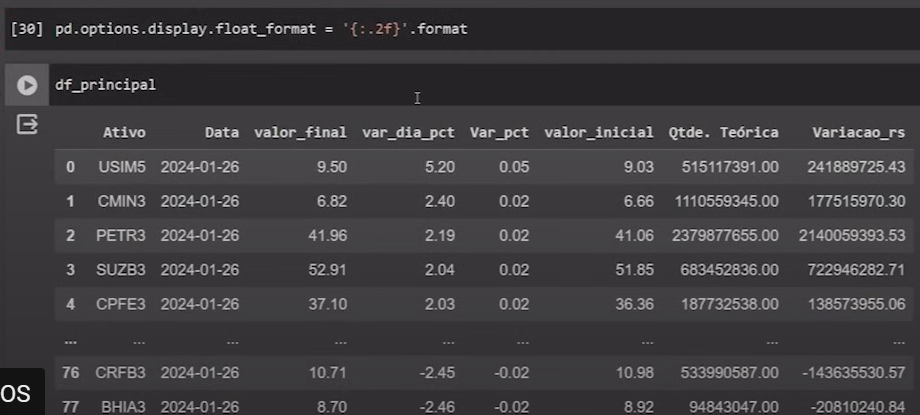 [30] pd.options.display.float_format = '{:.2f}'.format
df_principal
Ativo Data valor_final var_dia_pct Var_pct valor_inicial Qtde. Teórica Variacao_rs
0 USIM5 2024-01-26 9.50 5.20 0.05 9.03 515117391.00 241889725.43
1 CMIN3 2024-01-26 6.82 2.40 0.02 6.66 1110559345.00 177515970.30
2 PETR3 2024-01-26 41.96 2.19 0.02 41.06 2379877655.00 2140059393.53
3 SUZB3 2024-01-26 52.91 2.04 0.02 51.85 683452836.00 722946282.71
4 CPFE3 2024-01-26 37.10 2.03 0.02 36.36 187732538.00 138573955.06
... ... ... ... ... ... ... ... ...
76 CRFB3 2024-01-26 10.71 -2.45 -0.02 10.98 533990587.00 -143635530.57
OS
77 BHIA3 2024-01-26 8.70 -2.46 -0.02 8.92 94843047.00 -20810240.84